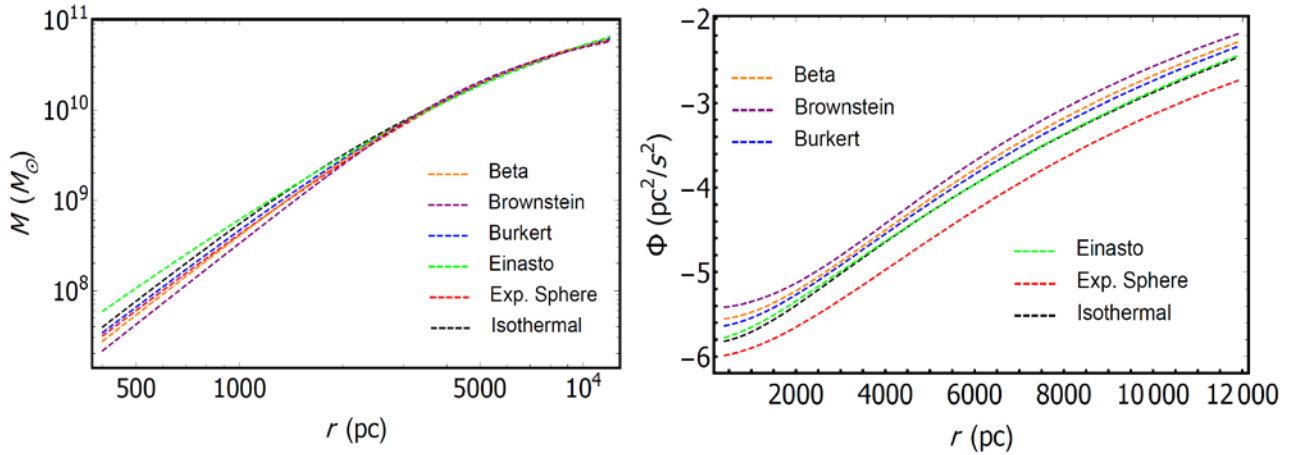 10^11
10^10
10^9
10^8
M (M_⊙)
Beta
Brownstein
Burkert
Einasto
Exp. Sphere
Isothermal
500 1000 5000 10^4
r (pc)
−2
−3
−4
−5
−6
Φ (pc^2/s^2)
Beta
Brownstein
Burkert
Einasto
Exp. Sphere
Isothermal
2000 4000 6000 8000 10 000 12 000
r (pc)